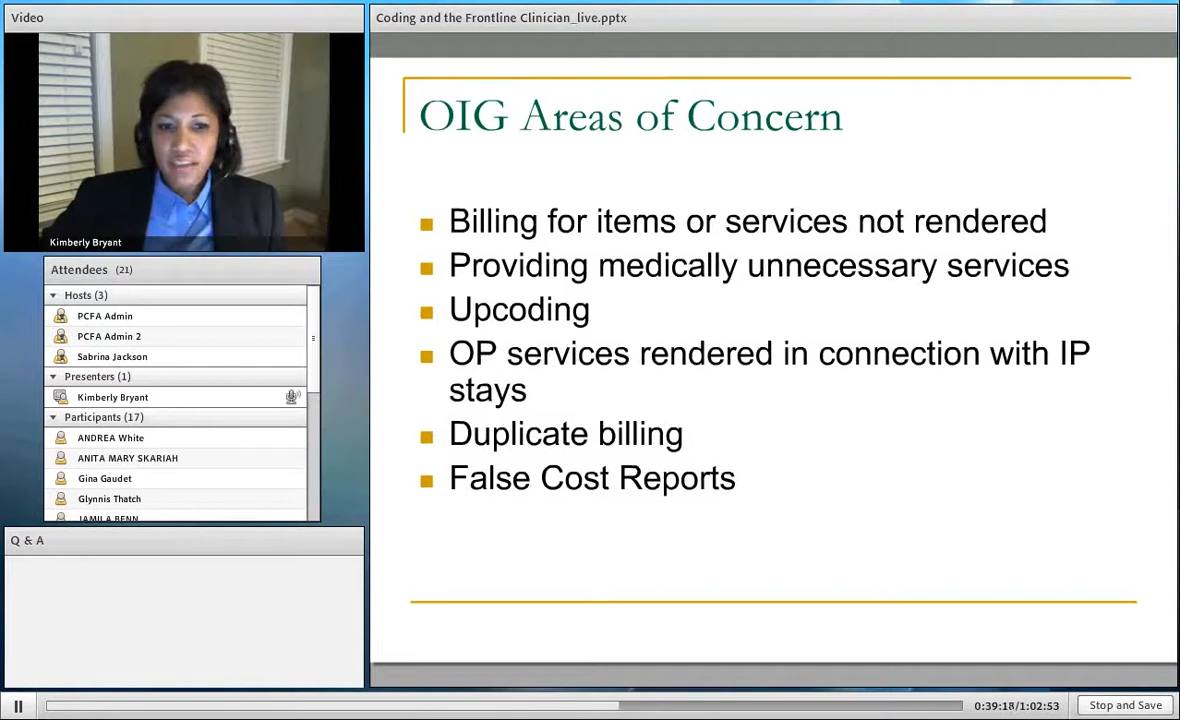 Video
Kimberly Bryant
Attendees (21)
Hosts (3)
PCFA Admin
PCFA Admin 2
Sabrina Jackson
Presenters (1)
Kimberly Bryant
Participants (17)
ANDREA White
ANITA MARY SKARIAH
Gina Gaudet
Glynnis Thatch
JAMILA BENN
Q & A
Coding and the Frontline Clinician_live.pptx
OIG Areas of Concern
Billing for items or services not rendered
Providing medically unnecessary services
Upcoding
OP services rendered in connection with IP
stays
Duplicate billing
False Cost Reports
0:39:18/1:02:53
Stop and Save